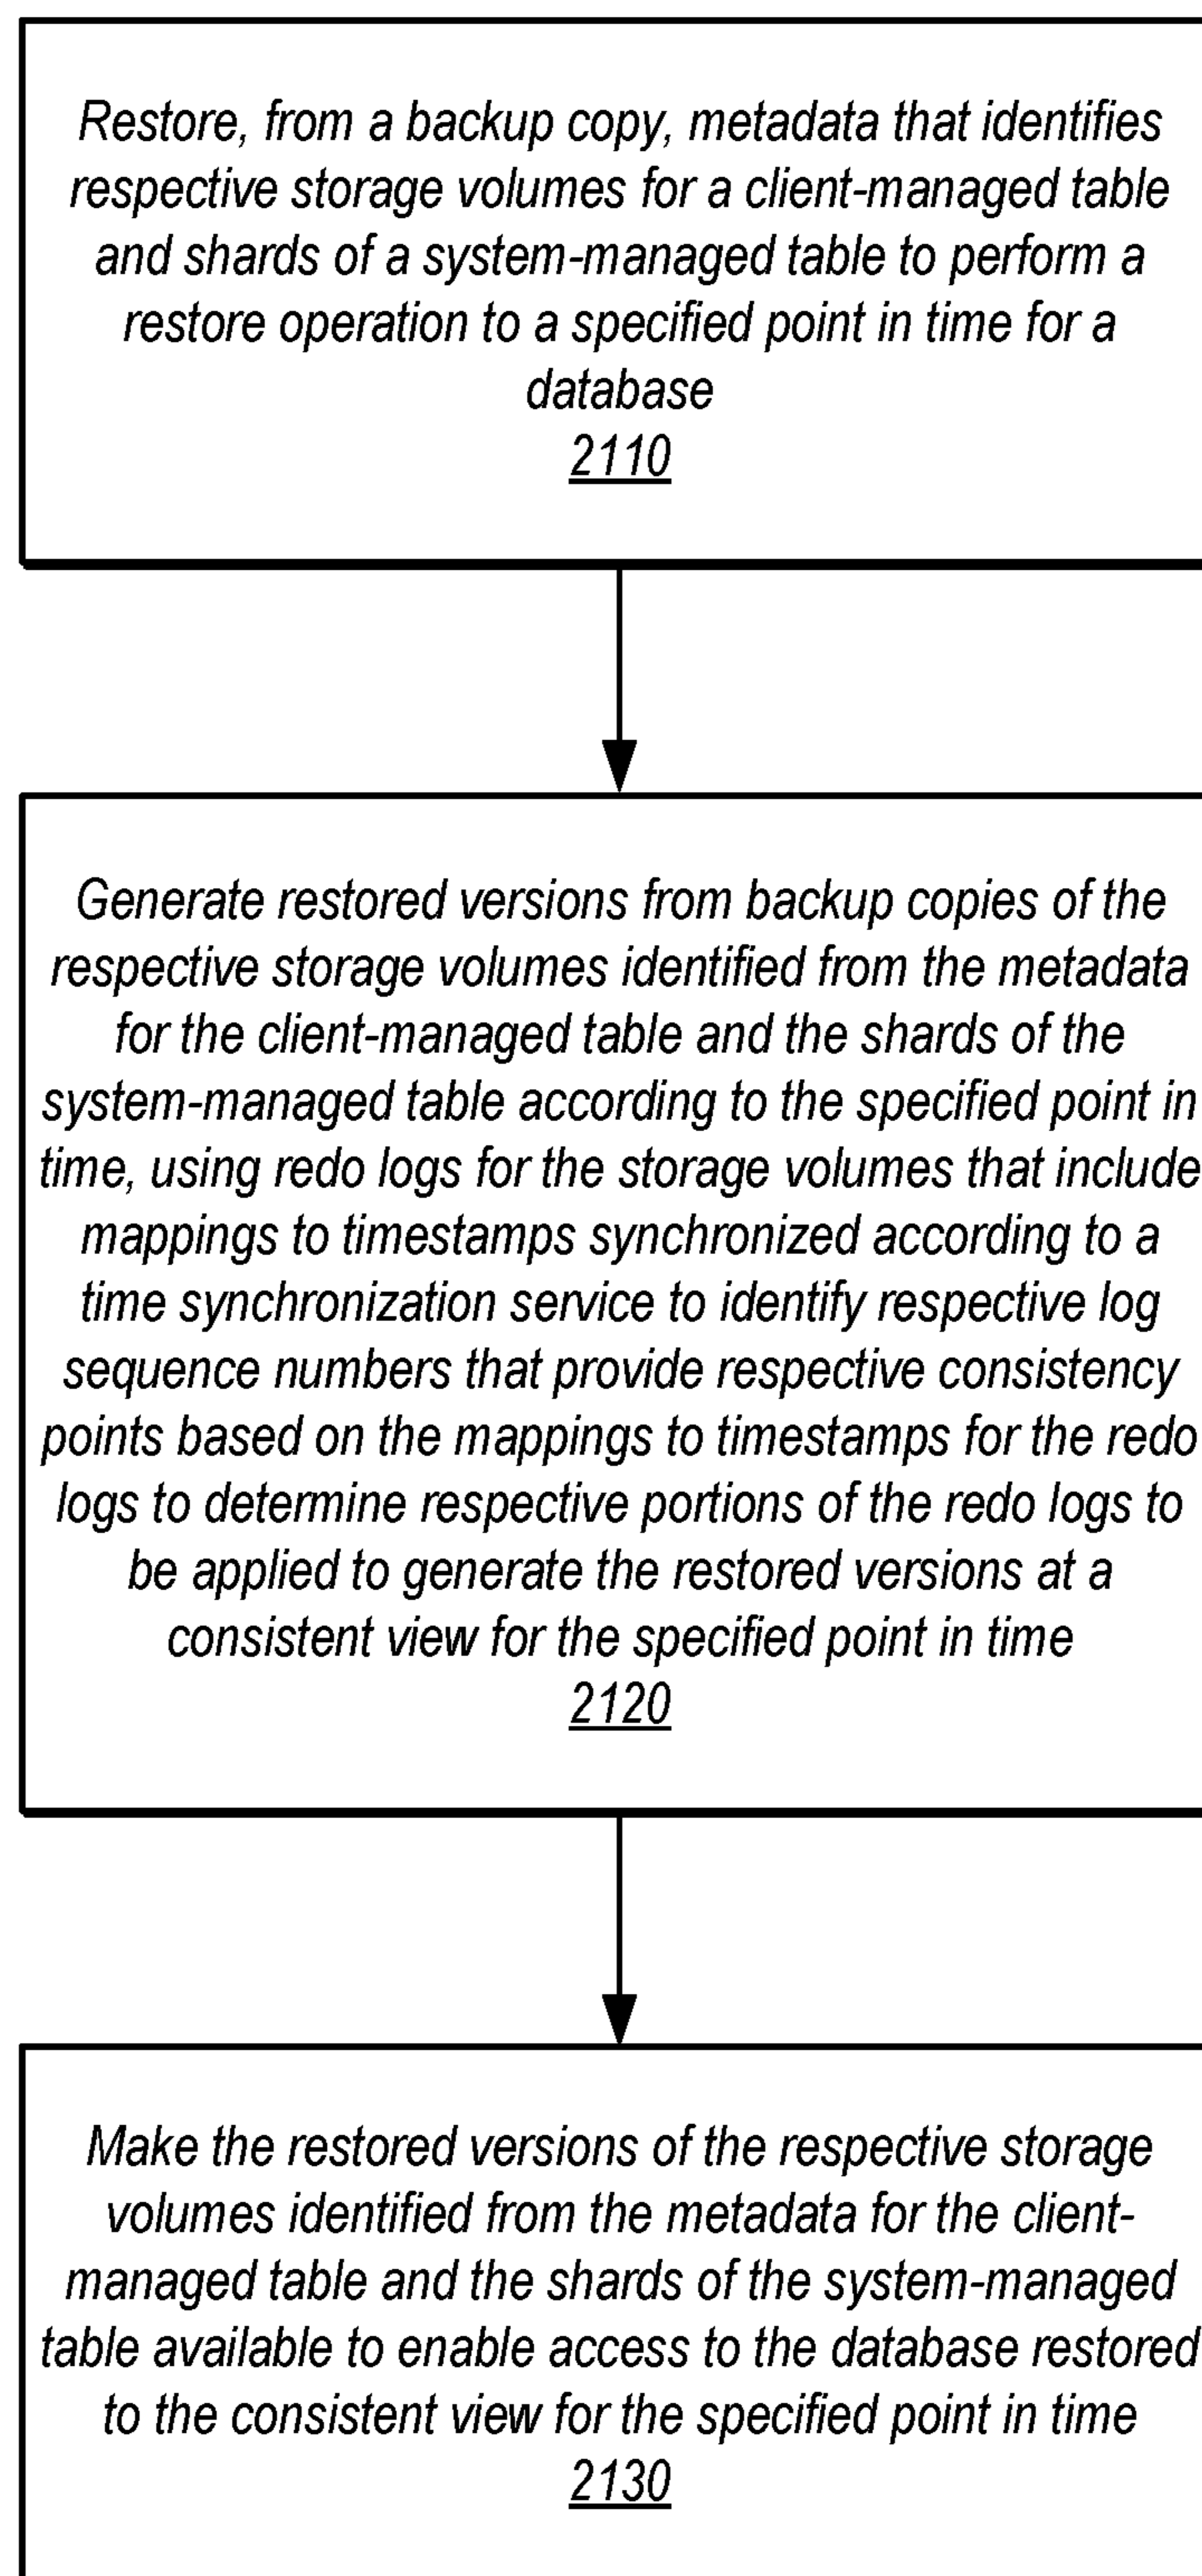 Restore, from a backup copy, metadata that identifies
respective storage volumes for a client-managed table
and shards of a system-managed table to perform a
restore operation to a specified point in time for a
database
2110
Generate restored versions from backup copies of the
respective storage volumes identified from the metadata
for the client-managed table and the shards of the
system-managed table according to the specified point in
time, using redo logs for the storage volumes that include
mappings to timestamps synchronized according to a
time synchronization service to identify respective log
sequence numbers that provide respective consistency
points based on the mappings to timestamps for the redo
logs to determine respective portions of the redo logs to
be applied to generate the restored versions at a
consistent view for the specified point in time
2120
Make the restored versions of the respective storage
volumes identified from the metadata for the client-
managed table and the shards of the system-managed
table available to enable access to the database restored
to the consistent view for the specified point in time
2130